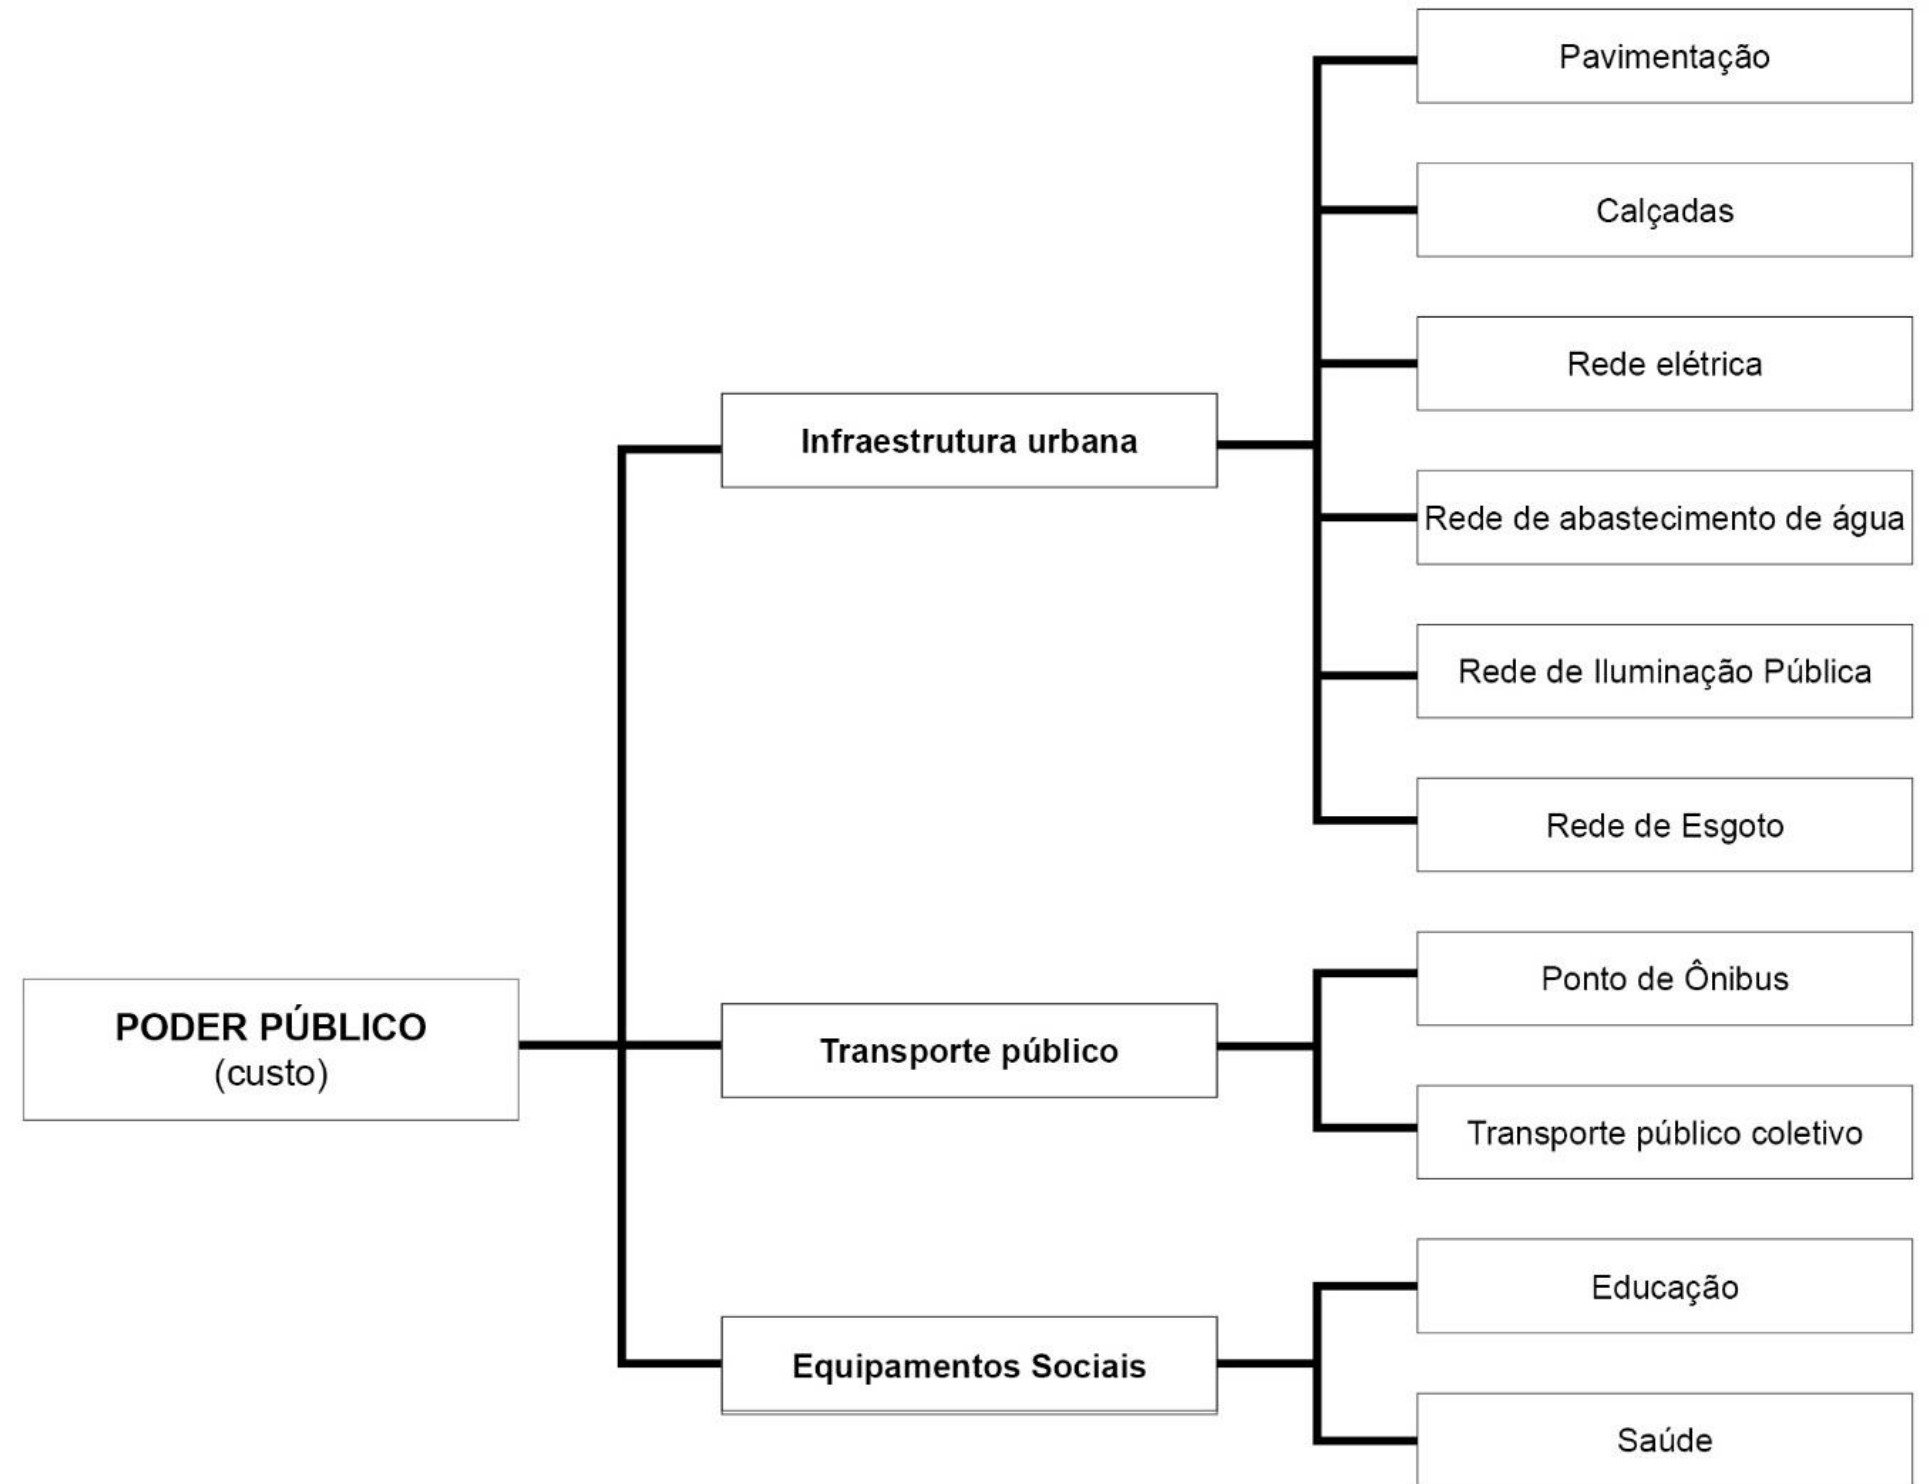 Pavimentação
Calçadas
Rede elétrica
Infraestrutura urbana
Rede de abastecimento de água
Rede de Iluminação Pública
Rede de Esgoto
Ponto de Ônibus
PODER PÚBLICO
(custo)
Transporte público
Transporte público coletivo
Educação
Equipamentos Sociais
Saúde